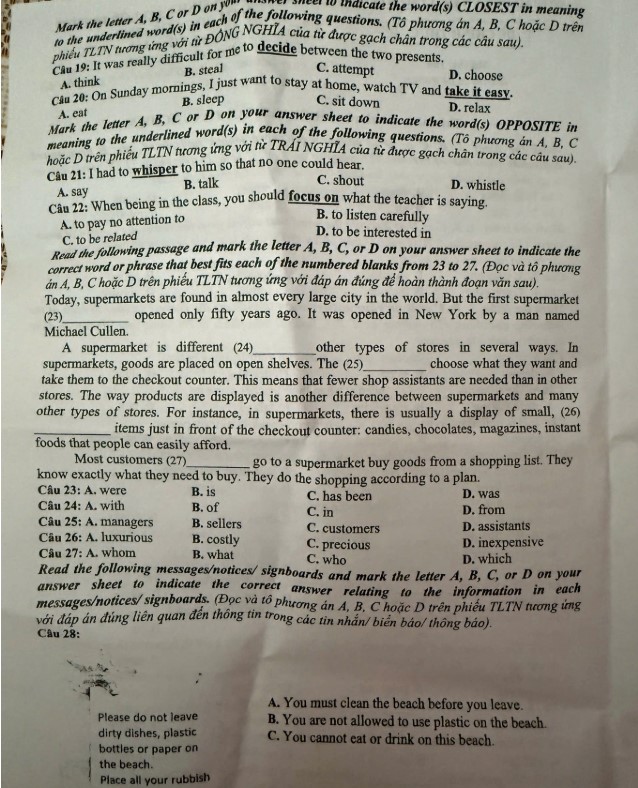 Mark the letter A, B, C or D on your answer sheet to indicate the word(s) CLOSEST in meaning
to the underlined word(s) in each of the following questions. (Tô phương án A, B, C hoặc D trên
phiếu TLTN tương ứng với từ ĐỒNG NGHĨA của từ được gạch chân trong các câu sau).
Câu 19: It was really difficult for me to decide between the two presents.
A. think B. steal C. attempt D. choose
Câu 20: On Sunday mornings, I just want to stay at home, watch TV and take it easy.
A. eat B. sleep C. sit down D. relax
Mark the letter A, B, C or D on your answer sheet to indicate the word(s) OPPOSITE in
meaning to the underlined word(s) in each of the following questions. (Tô phương án A, B, C
hoặc D trên phiếu TLTN tương ứng với từ TRÁI NGHĨA của từ được gạch chân trong các câu sau).
Câu 21: I had to whisper to him so that no one could hear.
A. say B. talk C. shout D. whistle
Câu 22: When being in the class, you should focus on what the teacher is saying.
A. to pay no attention to B. to listen carefully
C. to be related D. to be interested in
Read the following passage and mark the letter A, B, C, or D on your answer sheet to indicate the
correct word or phrase that best fits each of the numbered blanks from 23 to 27. (Đọc và tô phương
án A, B, C hoặc D trên phiếu TLTN tương ứng với đáp án đúng để hoàn thành đoạn văn sau).
Today, supermarkets are found in almost every large city in the world. But the first supermarket
(23)__________ opened only fifty years ago. It was opened in New York by a man named
Michael Cullen.
A supermarket is different (24)__________other types of stores in several ways. In
supermarkets, goods are placed on open shelves. The (25)__________ choose what they want and
take them to the checkout counter. This means that fewer shop assistants are needed than in other
stores. The way products are displayed is another difference between supermarkets and many
other types of stores. For instance, in supermarkets, there is usually a display of small, (26)
__________ items just in front of the checkout counter: candies, chocolates, magazines, instant
foods that people can easily afford.
Most customers (27)__________ go to a supermarket buy goods from a shopping list. They
know exactly what they need to buy. They do the shopping according to a plan.
Câu 23: A. were B. is C. has been D. was
Câu 24: A. with B. of C. in D. from
Câu 25: A. managers B. sellers C. customers D. assistants
Câu 26: A. luxurious B. costly C. precious D. inexpensive
Câu 27: A. whom B. what C. who D. which
Read the following messages/notices/ signboards and mark the letter A, B, C, or D on your
answer sheet to indicate the correct answer relating to the information in each
messages/notices/ signboards. (Đọc và tô phương án A, B, C hoặc D trên phiếu TLTN tương ứng
với đáp án đúng liên quan đến thông tin trong các tin nhắn/ biển báo/ thông báo).
Câu 28:
Please do not leave
dirty dishes, plastic
bottles or paper on
the beach.
Place all your rubbish
A. You must clean the beach before you leave.
B. You are not allowed to use plastic on the beach.
C. You cannot eat or drink on this beach.